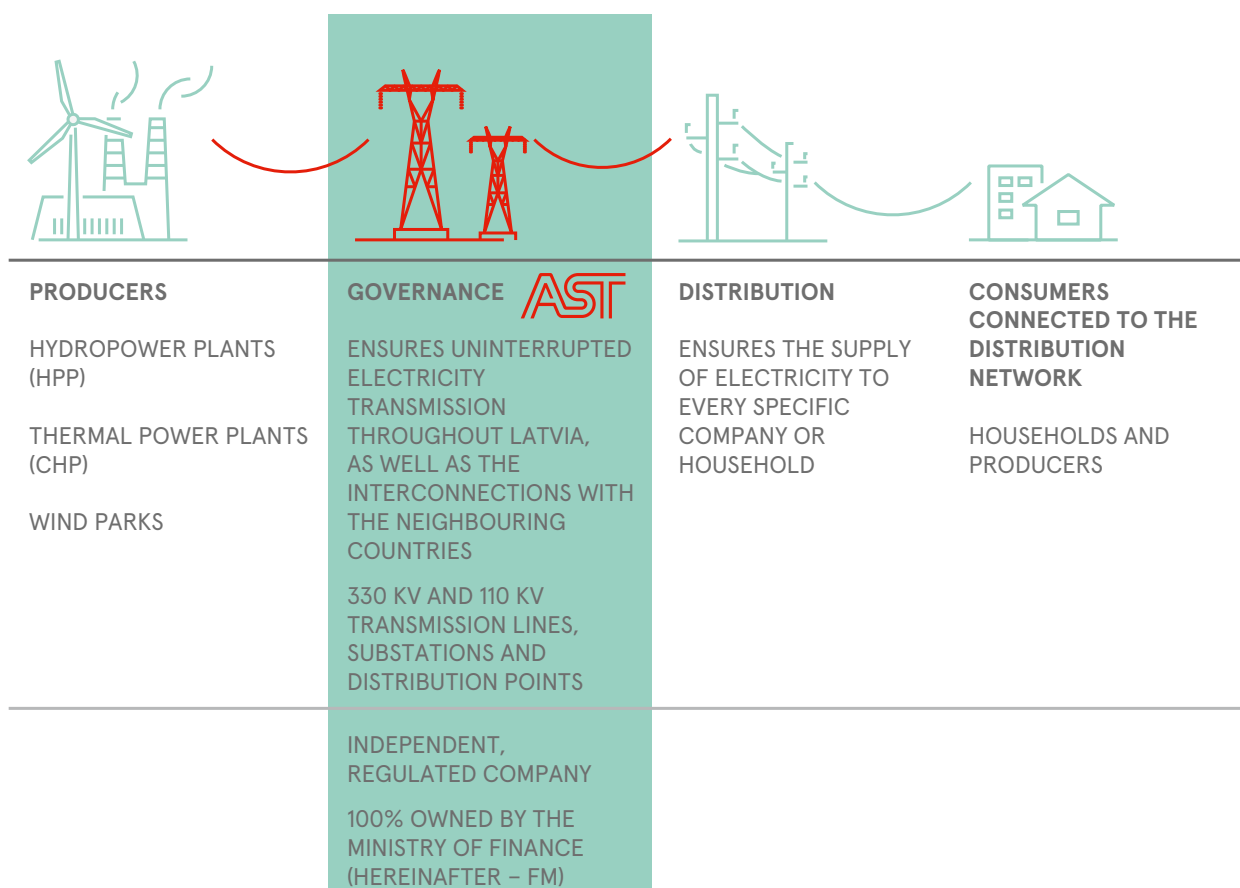 PRODUCERS
HYDROPOWER PLANTS
(HPP)
THERMAL POWER PLANTS
(CHP)
WIND PARKS
GOVERNANCE AST
ENSURES UNINTERRUPTED
ELECTRICITY
TRANSMISSION
THROUGHOUT LATVIA,
AS WELL AS THE
INTERCONNECTIONS WITH
THE NEIGHBOURING
COUNTRIES
330 KV AND 110 KV
TRANSMISSION LINES,
SUBSTATIONS AND
DISTRIBUTION POINTS
INDEPENDENT,
REGULATED COMPANY
100% OWNED BY THE
MINISTRY OF FINANCE
(HEREINAFTER – FM)
DISTRIBUTION
ENSURES THE SUPPLY
OF ELECTRICITY TO
EVERY SPECIFIC
COMPANY OR
HOUSEHOLD
CONSUMERS
CONNECTED TO THE
DISTRIBUTION
NETWORK
HOUSEHOLDS AND
PRODUCERS